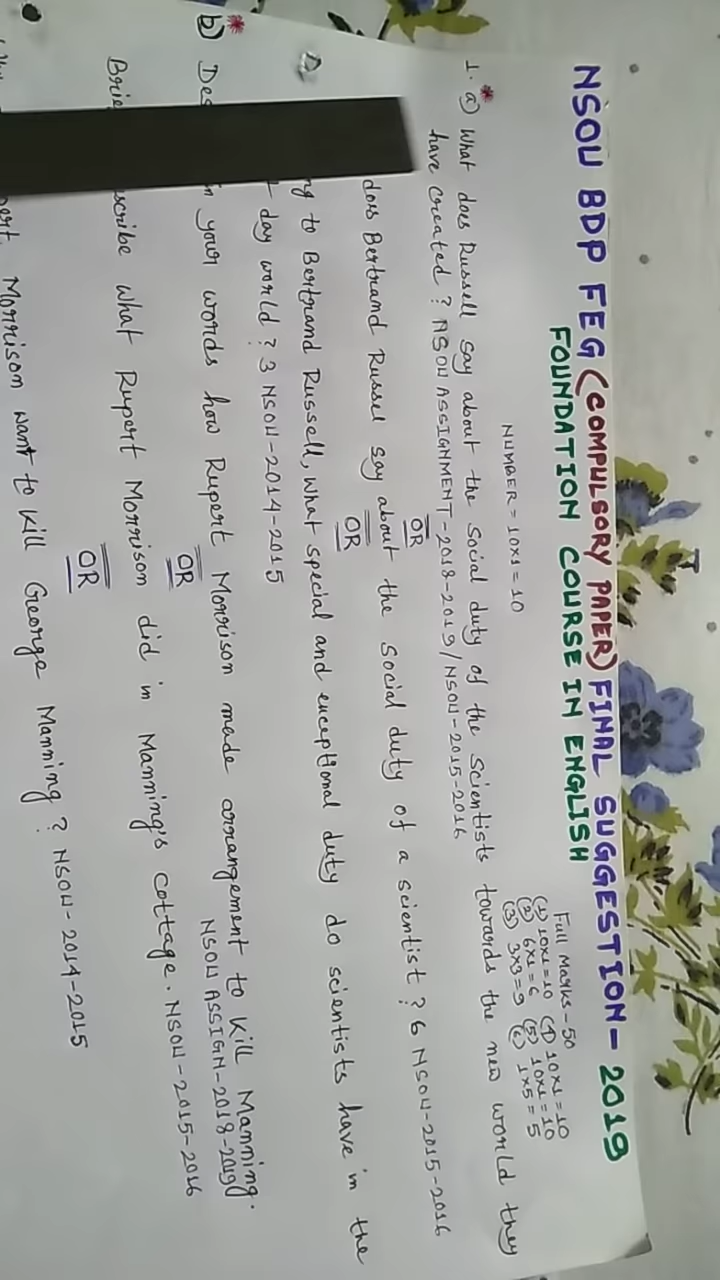 NSOU BDP FEG (COMPULSORY PAPER) FINAL SUGGESTION - 2019
FOUNDATION COURSE IN ENGLISH
Full Marks - 50
(1) 10x1 = 10 (4) 10x1 = 10
(2) 6x1 = 6 (5) 10x1 = 10
(3) 3x3 = 9 (6) 1x5 = 5
NUMBER = 10x1 = 10
1. a) What does Russell say about the social duty of the scientists towards the new world they
have created? NSOU ASSIGNMENT-2018-2019/NSOU-2015-2016
OR
does Bertrand Russel say about the social duty of a scientist? 6 NSOU-2015-2016
OR
to Bertrand Russell, what special and exceptional duty do scientists have in the
day world? 3 NSOU-2014-2015
b) in your words how Rupert Morrison made arrangement to kill Manning.
NSOU ASSIGN-2018-2019
OR
what Rupert Morrison did in Manning's cottage. NSOU-2015-2016
OR
Morrison want to kill George Manning? NSOU-2014-2015